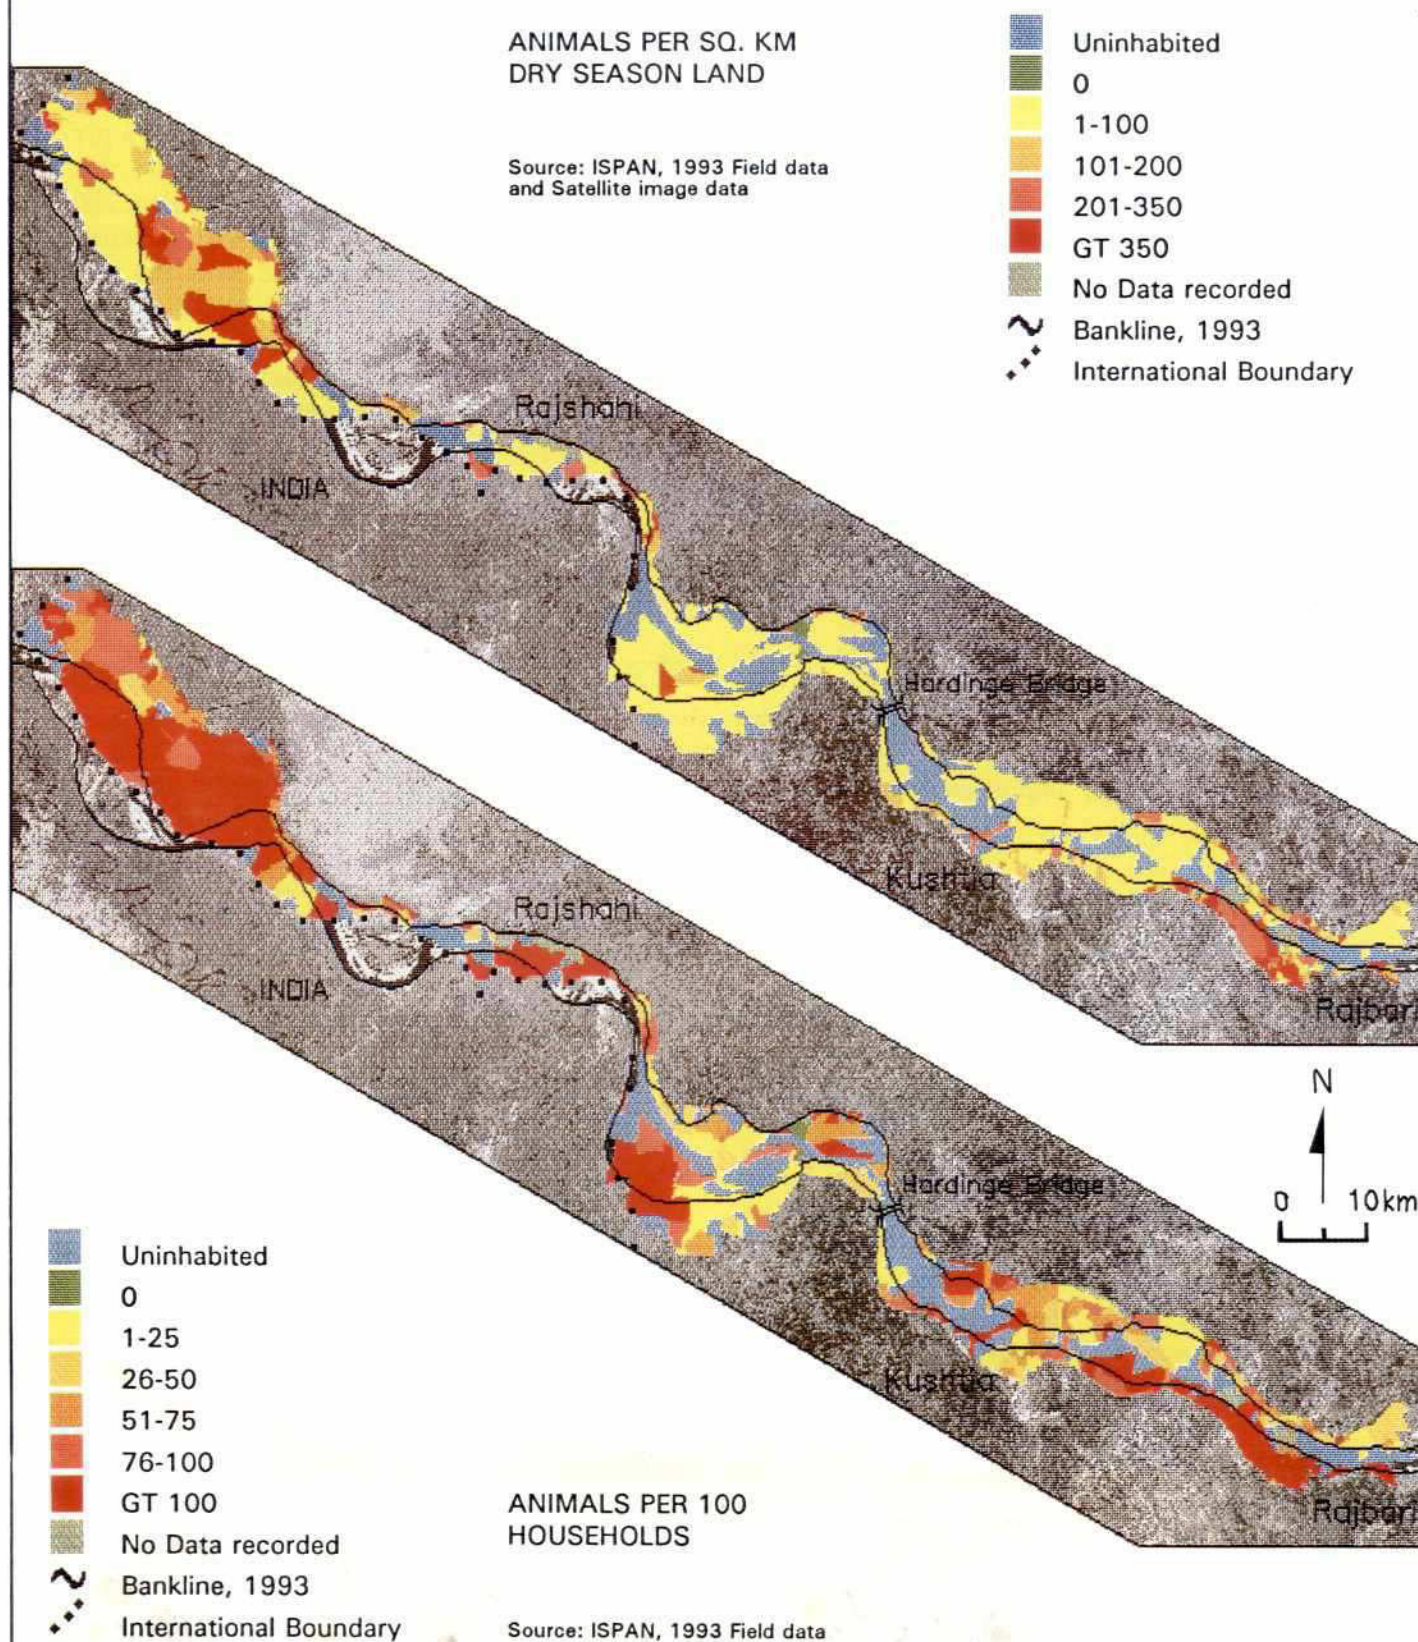 ANIMALS PER SQ. KM
DRY SEASON LAND
Source: ISPAN, 1993 Field data
and Satellite image data
Uninhabited
0
1-100
101-200
201-350
GT 350
No Data recorded
Bankline, 1993
International Boundary
Rajshahi
INDIA
Hardinge Bridge
Kushtia
Rajbari
N
0 10km
Rajshahi
INDIA
Hardinge Bridge
Kushtia
Rajbari
Uninhabited
0
1-25
26-50
51-75
76-100
GT 100
No Data recorded
Bankline, 1993
International Boundary
ANIMALS PER 100
HOUSEHOLDS
Source: ISPAN, 1993 Field data